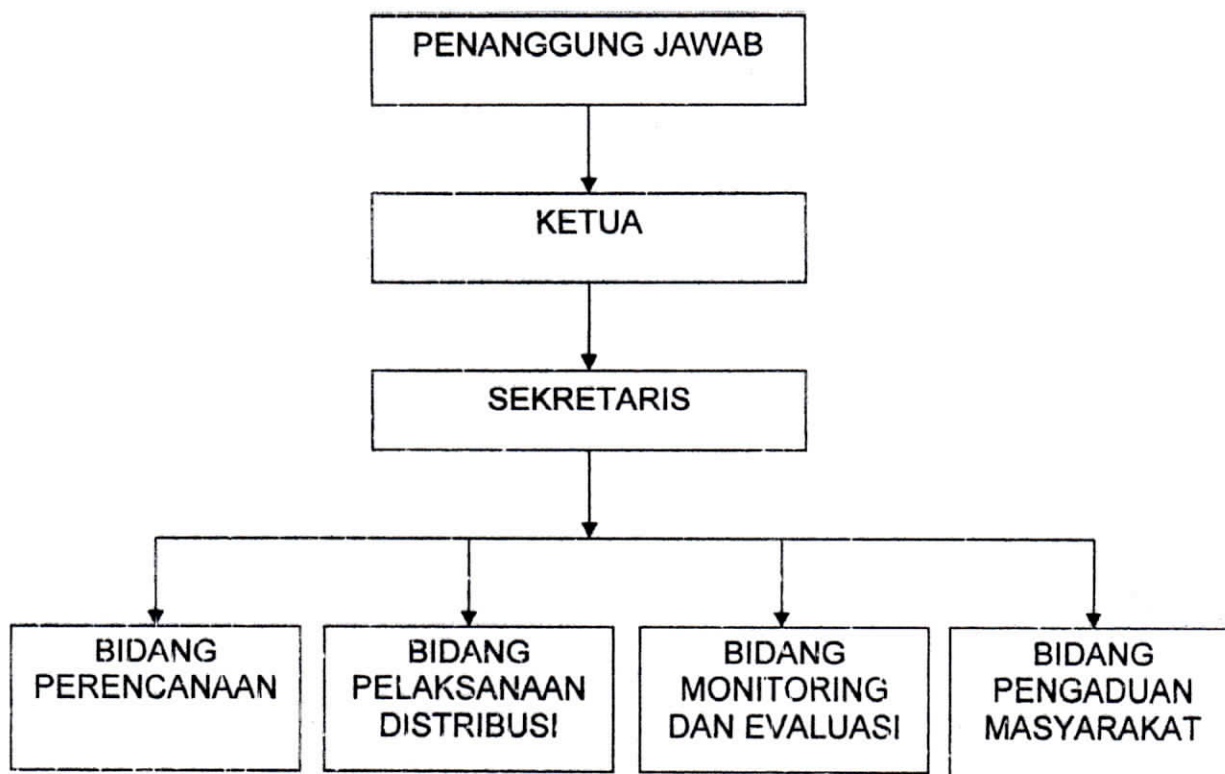 PENANGGUNG JAWAB
KETUA
SEKRETARIS
BIDANG
PERENCANAAN
BIDANG
PELAKSANAAN
DISTRIBUSI
BIDANG
MONITORING
DAN EVALUASI
BIDANG
PENGADUAN
MASYARAKAT